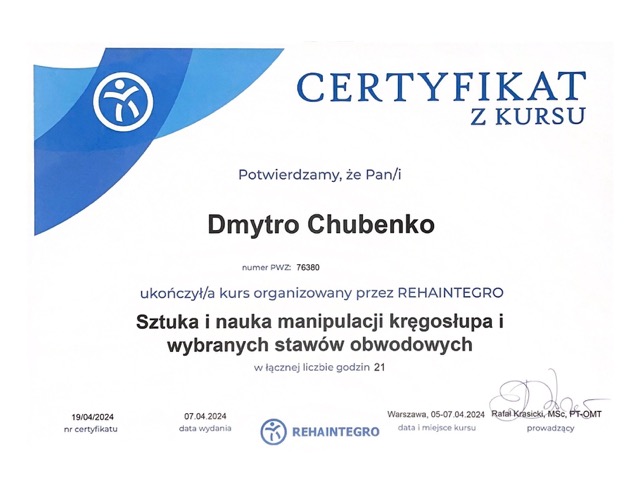 CERTYFIKAT
Z KURSU
Potwierdzamy, że Pan/i
Dmytro Chubenko
numer PWZ: 76380
ukończył/a kurs organizowany przez REHAINTEGRO
Sztuka i nauka manipulacji kręgosłupa i
wybranych stawów obwodowych
w łącznej liczbie godzin 21
19/04/2024
nr certyfikatu
07.04.2024
data wydania
REHAINTEGRO
Warszawa, 05-07.04.2024
data i miejsce kursu
Rafał Krasicki, MSc, PT-OMT
prowadzący